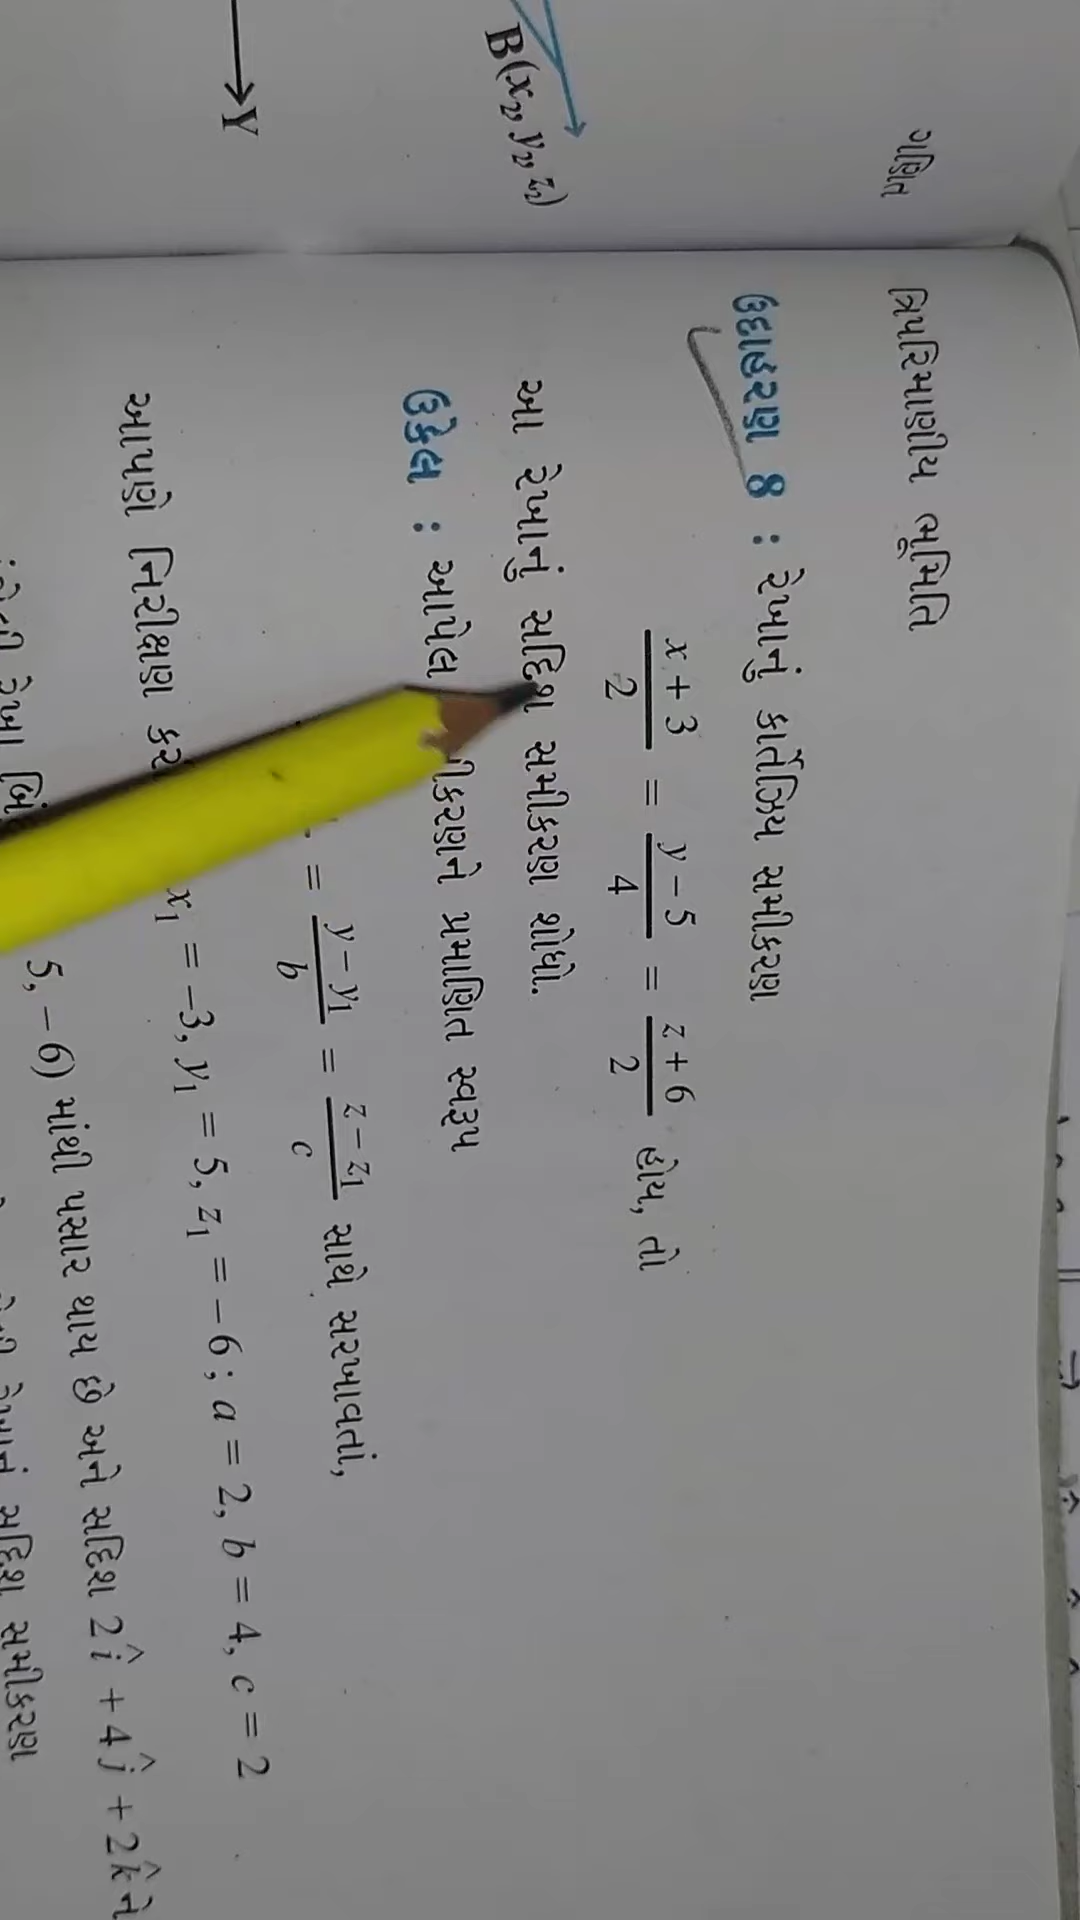 B(x₂, y₂, z₂)
Y
ગણિત
ત્રિપરિમાણીય ભૂમિતિ
ઉદાહરણ 8 : રેખાનું કાર્તેઝિય સમીકરણ
x + 3 / 2 = y – 5 / 4 = z + 6 / 2 હોય, તો
આ રેખાનું સદિશ સમીકરણ શોધો.
ઉકેલ : આપેલ પ્રમાણિત સ્વરૂપ
= y – y₁ / b = z – z₁ / c સાથે સરખાવતાં,
આપણે નિરીક્ષણ x₁ = –3, y₁ = 5, z₁ = – 6 ; a = 2, b = 4, c = 2
5, – 6) માંથી પસાર થાય છે અને સદિશ 2î + 4ĵ + 2k̂ ને
સદિશ સમીકરણ